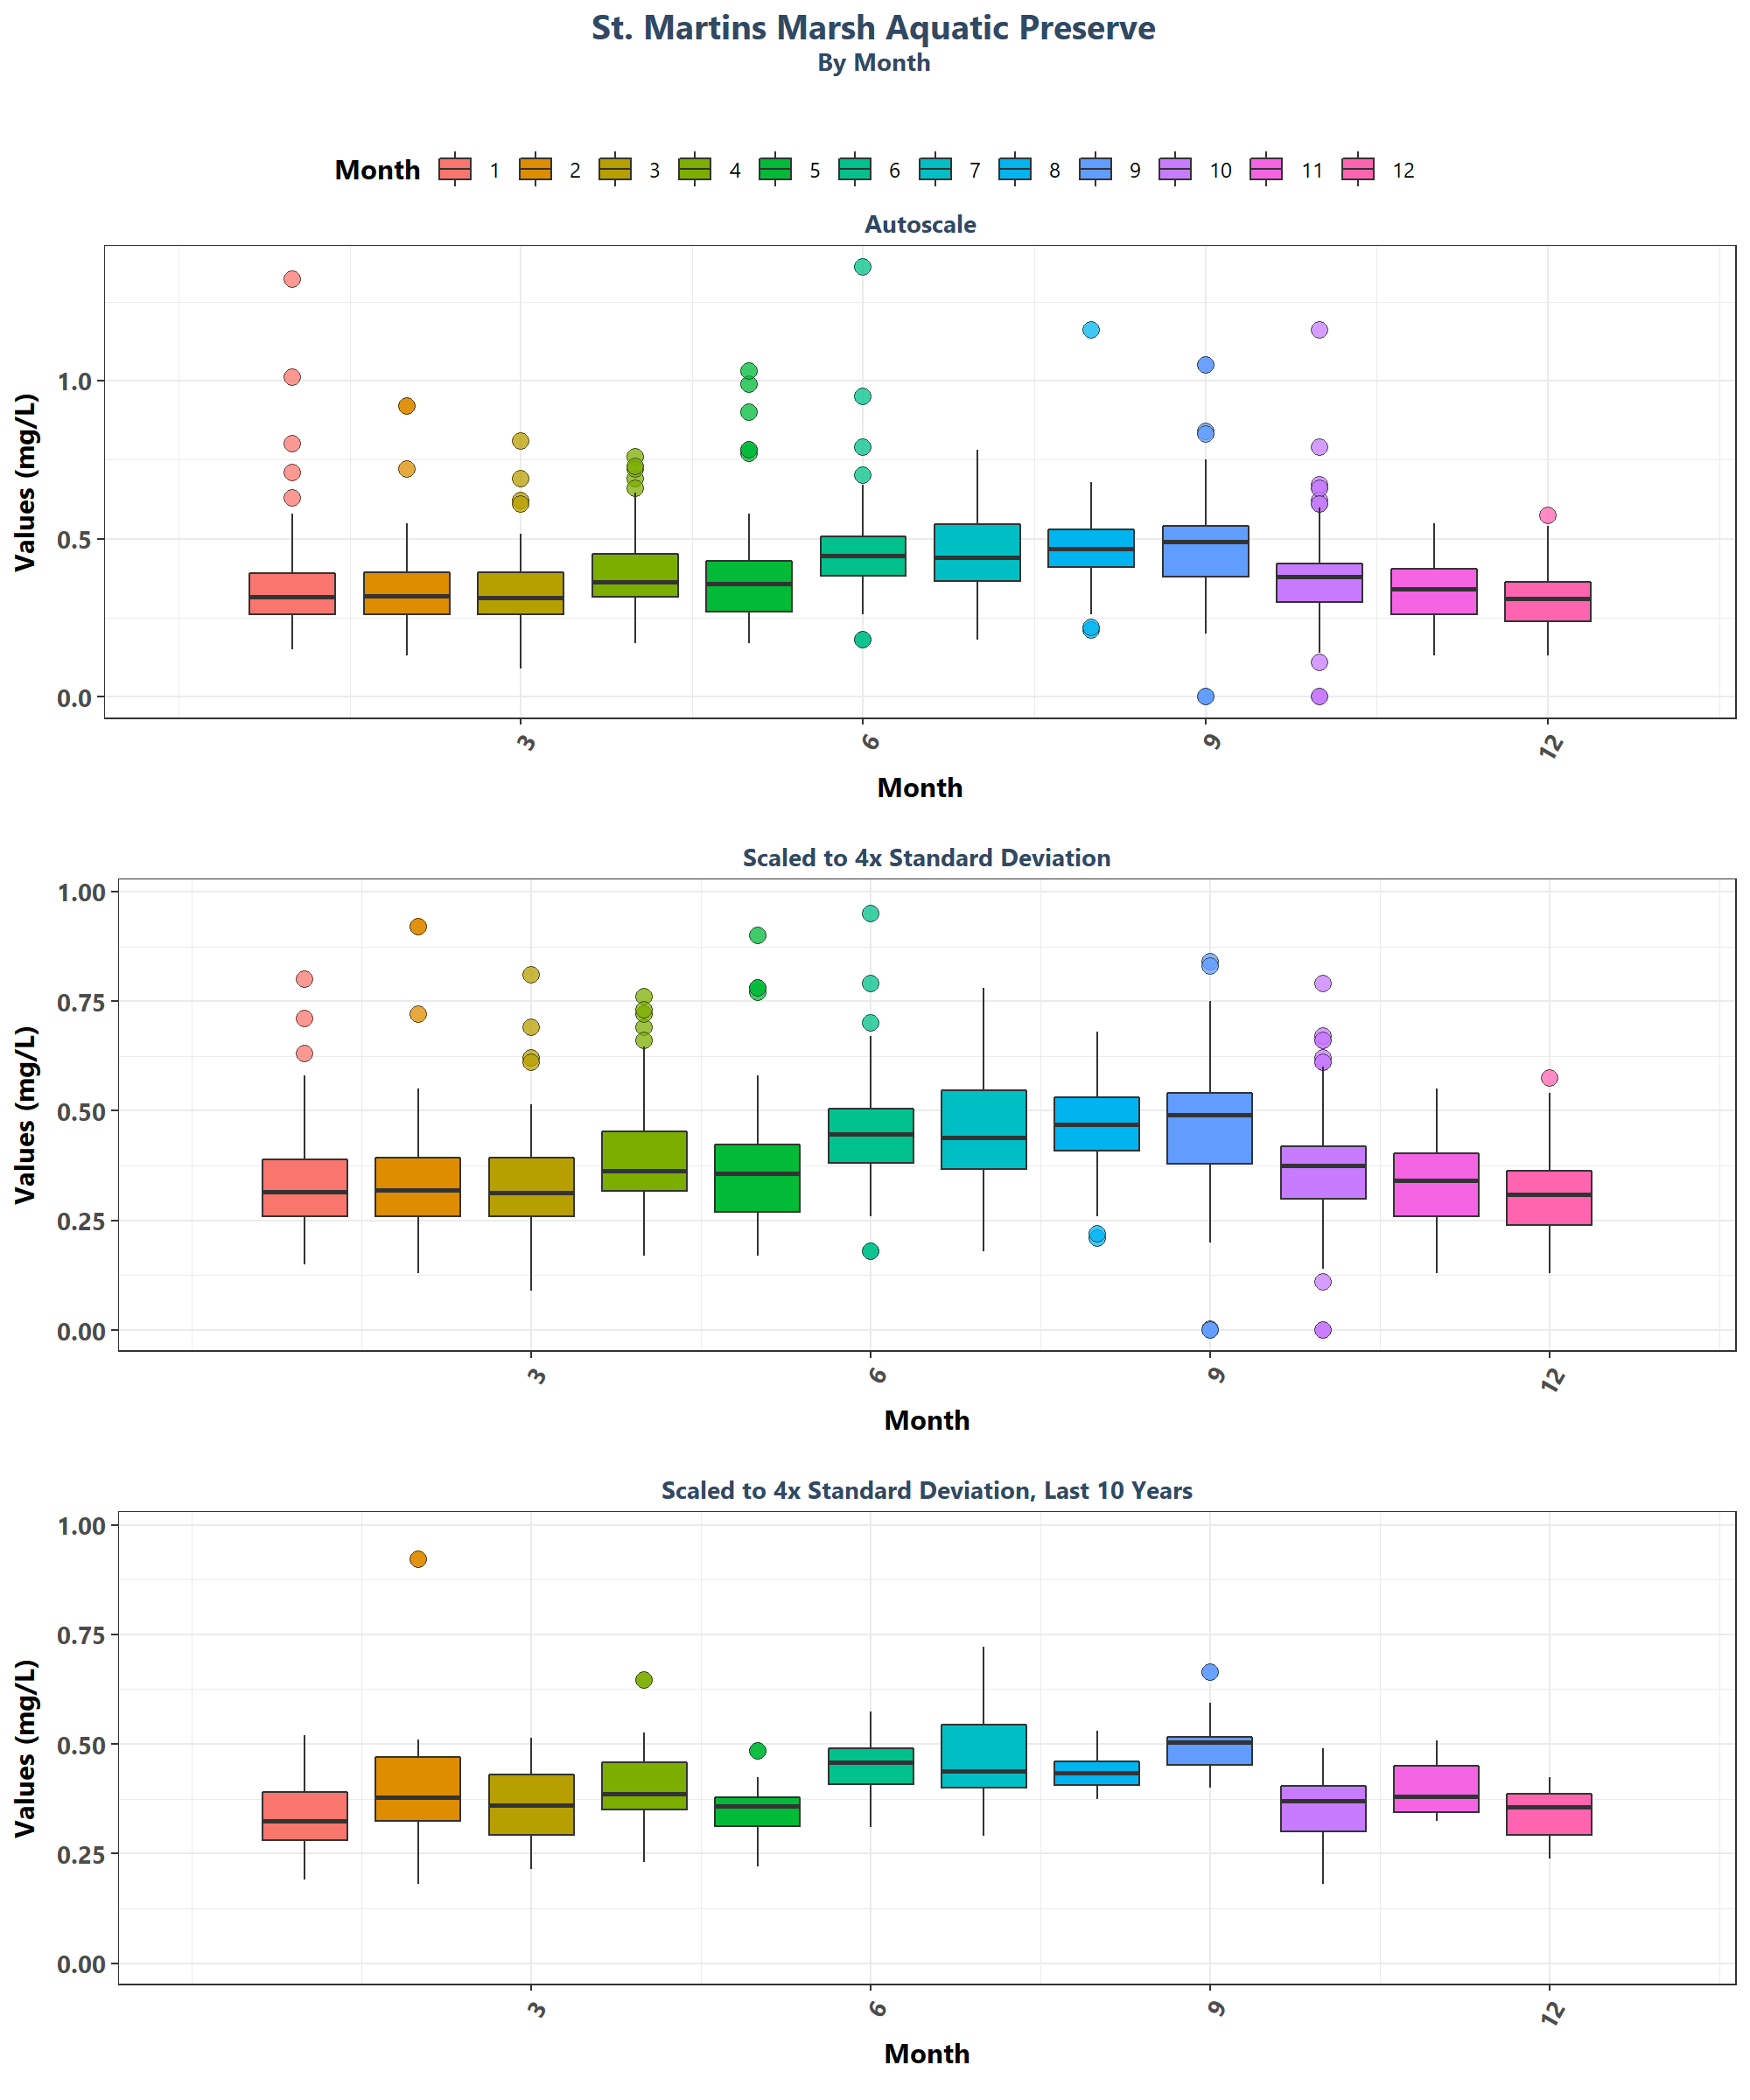 St. Martins Marsh Aquatic Preserve
By Month
Month 1 2 3 4 5 6 7 8 9 10 11 12
Autoscale
Values (mg/L)
1.0
0.5
0.0
3 6 9 12
Month
Scaled to 4x Standard Deviation
Values (mg/L)
1.00
0.75
0.50
0.25
0.00
3 6 9 12
Month
Scaled to 4x Standard Deviation, Last 10 Years
Values (mg/L)
1.00
0.75
0.50
0.25
0.00
3 6 9 12
Month